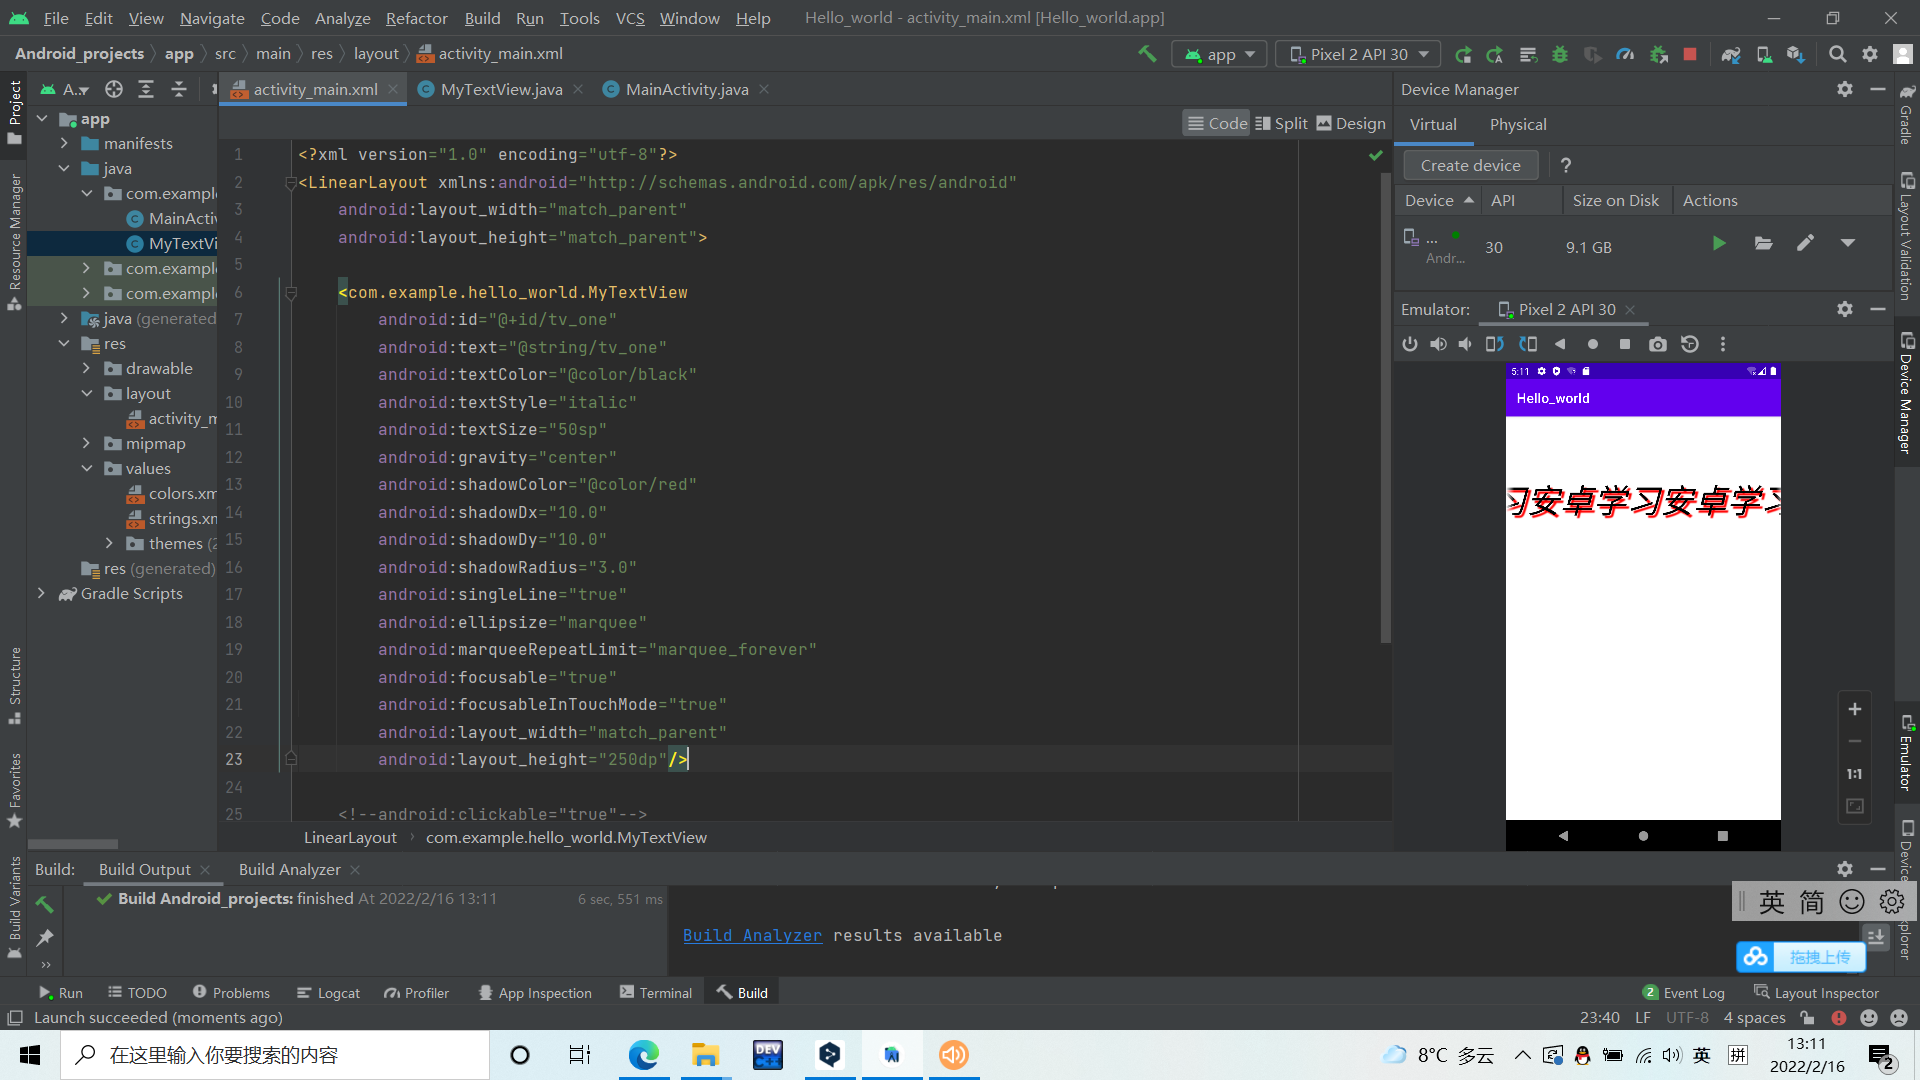 File Edit View Navigate Code Analyze Refactor Build Run Tools VCS Window Help Hello_world - activity_main.xml [Hello_world.app]
Android_projects app src main res layout activity_main.xml
app Pixel 2 API 30
Project
A..
activity_main.xml MyTextView.java MainActivity.java
Code Split Design
app
manifests
java
com.example
MainActiv
MyTextVi
com.example
com.example
java (generated
res
drawable
layout
activity_m
mipmap
values
colors.xm
strings.xm
themes (2
res (generated)
Gradle Scripts
Resource Manager
Structure
Favorites
Build Variants
1 <?xml version="1.0" encoding="utf-8"?>
2 <LinearLayout xmlns:android="http://schemas.android.com/apk/res/android"
3 android:layout_width="match_parent"
4 android:layout_height="match_parent">
5
6 <com.example.hello_world.MyTextView
7 android:id="@+id/tv_one"
8 android:text="@string/tv_one"
9 android:textColor="@color/black"
10 android:textStyle="italic"
11 android:textSize="50sp"
12 android:gravity="center"
13 android:shadowColor="@color/red"
14 android:shadowDx="10.0"
15 android:shadowDy="10.0"
16 android:shadowRadius="3.0"
17 android:singleLine="true"
18 android:ellipsize="marquee"
19 android:marqueeRepeatLimit="marquee_forever"
20 android:focusable="true"
21 android:focusableInTouchMode="true"
22 android:layout_width="match_parent"
23 android:layout_height="250dp"/>
24
25 <!--android:clickable="true"-->
LinearLayout com.example.hello_world.MyTextView
Device Manager
Virtual Physical
Create device ?
Device API Size on Disk Actions
... 30 9.1 GB
Andr...
Emulator: Pixel 2 API 30
5:11
Hello_world
习安卓学习安卓学习
1:1
Gradle
Layout Validation
Device Manager
Emulator
Build: Build Output Build Analyzer
Build Android_projects: finished At 2022/2/16 13:11 6 sec, 551 ms
Build Analyzer results available
英 简
拖拽上传
Run TODO Problems Logcat Profiler App Inspection Terminal Build 2 Event Log Layout Inspector
Launch succeeded (moments ago) 23:40 LF UTF-8 4 spaces
在这里输入你要搜索的内容
DEV C++
8°C 多云 英 拼
13:11
2022/2/16
2